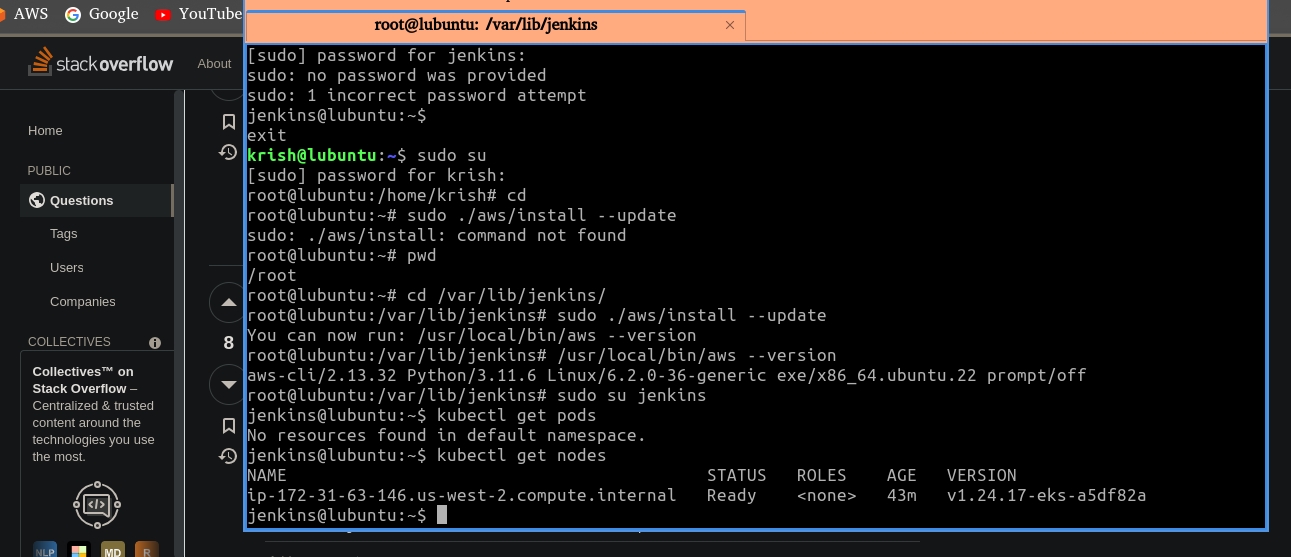 AWS Google YouTube
root@lubuntu: /var/lib/jenkins ×
stack overflow About
Home
PUBLIC
Questions
Tags
Users
Companies
COLLECTIVES
Collectives™ on
Stack Overflow –
Centralized & trusted
content around the
technologies you use
the most.
NLP MD R
8
[sudo] password for jenkins:
sudo: no password was provided
sudo: 1 incorrect password attempt
jenkins@lubuntu:~$
exit
krish@lubuntu:~$ sudo su
[sudo] password for krish:
root@lubuntu:/home/krish# cd
root@lubuntu:~# sudo ./aws/install --update
sudo: ./aws/install: command not found
root@lubuntu:~# pwd
/root
root@lubuntu:~# cd /var/lib/jenkins/
root@lubuntu:/var/lib/jenkins# sudo ./aws/install --update
You can now run: /usr/local/bin/aws --version
root@lubuntu:/var/lib/jenkins# /usr/local/bin/aws --version
aws-cli/2.13.32 Python/3.11.6 Linux/6.2.0-36-generic exe/x86_64.ubuntu.22 prompt/off
root@lubuntu:/var/lib/jenkins# sudo su jenkins
jenkins@lubuntu:~$ kubectl get pods
No resources found in default namespace.
jenkins@lubuntu:~$ kubectl get nodes
NAME STATUS ROLES AGE VERSION
ip-172-31-63-146.us-west-2.compute.internal Ready <none> 43m v1.24.17-eks-a5df82a
jenkins@lubuntu:~$